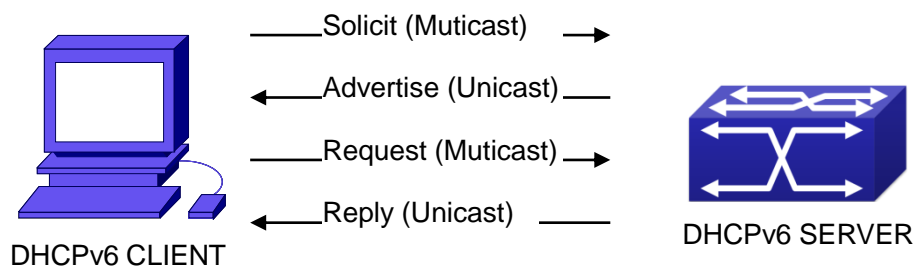 Solicit (Muticast)
Advertise (Unicast)
Request (Muticast)
Reply (Unicast)
DHCPv6 CLIENT
DHCPv6 SERVER